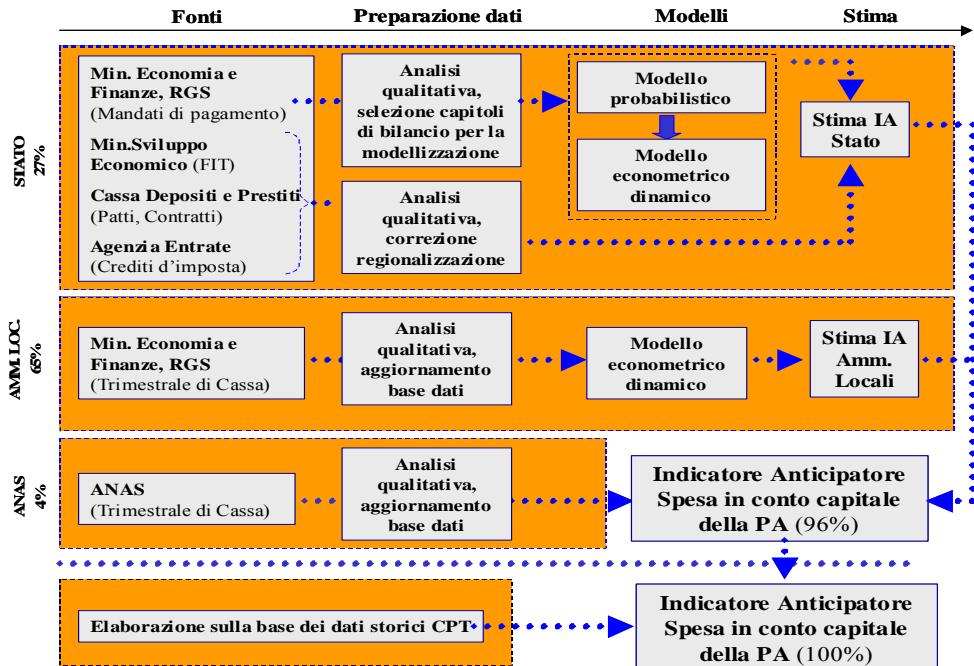 Fonti
Preparazione dati
Modelli
Stima
STATO
27%
Min. Economia e
Finanze, RGS
(Mandati di pagamento)
Min.Sviluppo
Economico (FIT)
Cassa Depositi e Prestiti
(Patti, Contratti)
Agenzia Entrate
(Crediti d'imposta)
Analisi
qualitativa,
selezione capitoli
di bilancio per la
modellizzazione
Analisi
qualitativa,
correzione
regionalizzazione
Modello
probabilistico
Modello
econometrico
dinamico
Stima IA
Stato
AMM. LOC.
65%
Min. Economia e
Finanze, RGS
(Trimestrale di Cassa)
Analisi
qualitativa,
aggiornamento
base dati
Modello
econometrico
dinamico
Stima IA
Amm.
Locali
ANAS
4%
ANAS
(Trimestrale di Cassa)
Analisi
qualitativa,
aggiornamento
base dati
Indicatore Anticipatore
Spesa in conto capitale
della PA (96%)
Elaborazione sulla base dei dati storici CPT
Indicatore Anticipatore
Spesa in conto capitale
della PA (100%)